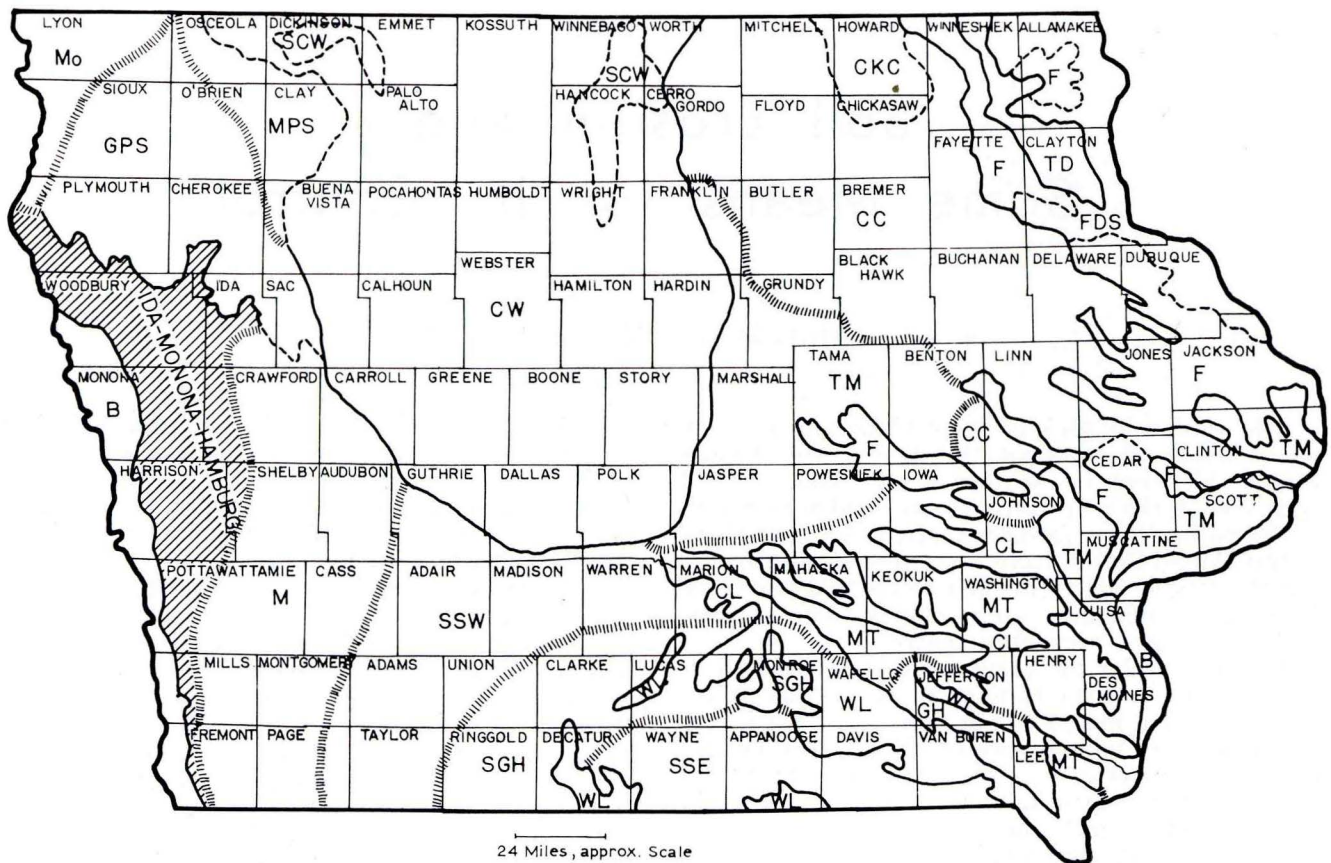 LYON OSCEOLA DICKINSON EMMET KOSSUTH WINNEBAGO WORTH MITCHELL HOWARD WINNESHIEK ALLAMAKEE
Mo SCW SCW CKC F
SIOUX O'BRIEN CLAY PALO ALTO HANCOCK CERRO GORDO FLOYD CHICKASAW
GPS MPS
FAYETTE CLAYTON
F TD
PLYMOUTH CHEROKEE BUENA VISTA POCAHONTAS HUMBOLDT WRIGHT FRANKLIN BUTLER BREMER
CC FDS
WEBSTER BLACK HAWK BUCHANAN DELAWARE DUBUQUE
WOODBURY IDA SAC CALHOUN HAMILTON HARDIN GRUNDY
CW
IDA-MONONA-HAMBURG
TAMA BENTON LINN JONES JACKSON
TM F
MONONA CRAWFORD CARROLL GREENE BOONE STORY MARSHALL
B F CC CEDAR CLINTON TM
HARRISON SHELBY AUDUBON GUTHRIE DALLAS POLK JASPER POWESHIEK IOWA JOHNSON F F SCOTT
TM
CL TM MUSCATINE
POTTAWATTAMIE CASS ADAIR MADISON WARREN MARION MAHASKA KEOKUK WASHINGTON
M SSW CL MT MT LOUISA
CL
MILLS MONTGOMERY ADAMS UNION CLARKE LUCAS MONROE WAPELLO JEFFERSON HENRY B
WL SGH WL GH WL DES MOINES
FREMONT PAGE TAYLOR RINGGOLD DECATUR WAYNE APPANOOSE DAVIS VAN BUREN LEE MT
SGH SSE
WL WL
24 Miles, approx. Scale